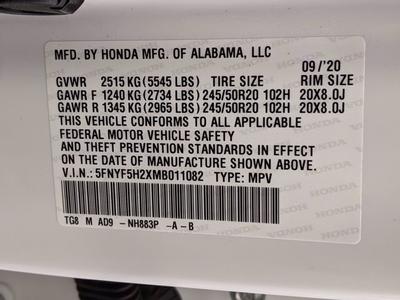 MFD. BY HONDA MFG. OF ALABAMA, LLC 09/20
GVWR 2515 KG (5545 LBS) TIRE SIZE RIM SIZE
GAWR F 1240 KG (2734 LBS) 245/50R20 102H 20X8.0J
GAWR R 1345 KG (2965 LBS) 245/50R20 102H 20X8.0J
THIS VEHICLE CONFORMS TO ALL APPLICABLE
FEDERAL MOTOR VEHICLE SAFETY
AND THEFT PREVENTION STANDARDS IN EFFECT
ON THE DATE OF MANUFACTURE SHOWN ABOVE.
V.I.N.: 5FNYF5H2XMB011082 TYPE: MPV
TG8 M AD9 -NH883P -A -B